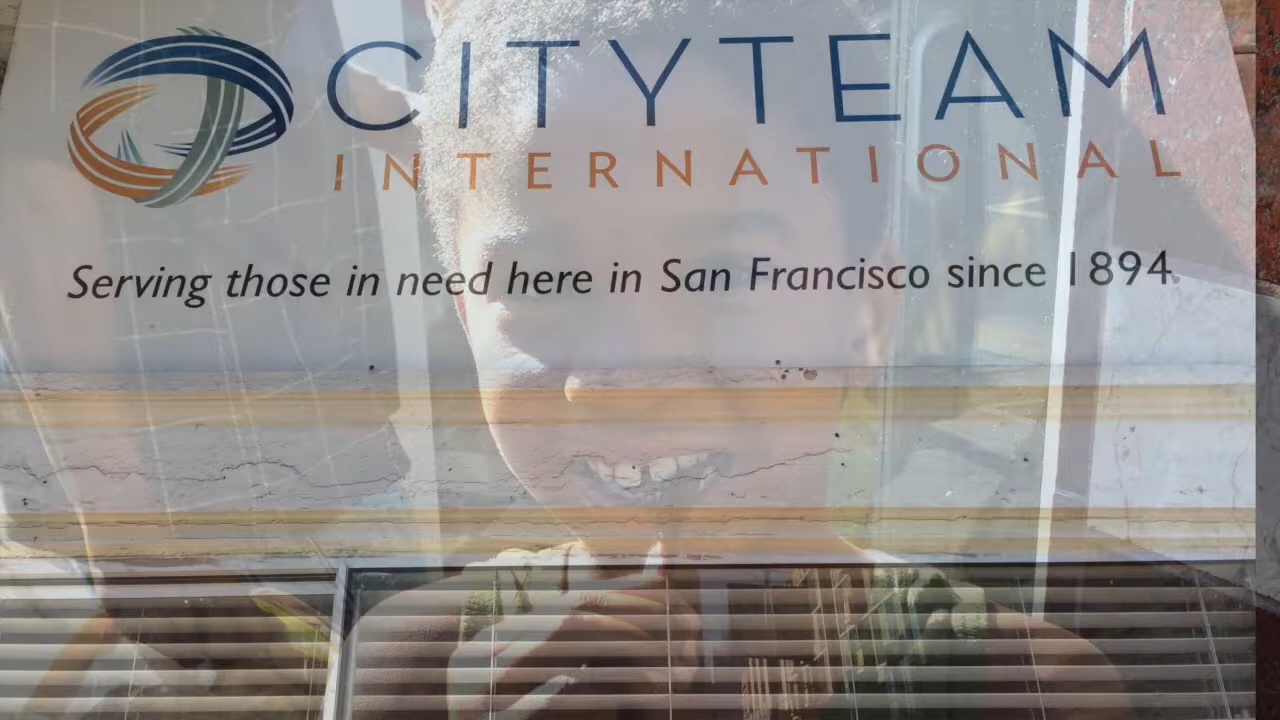 CITYTEAM
INTERNATIONAL
Serving those in need here in San Francisco since 1894.